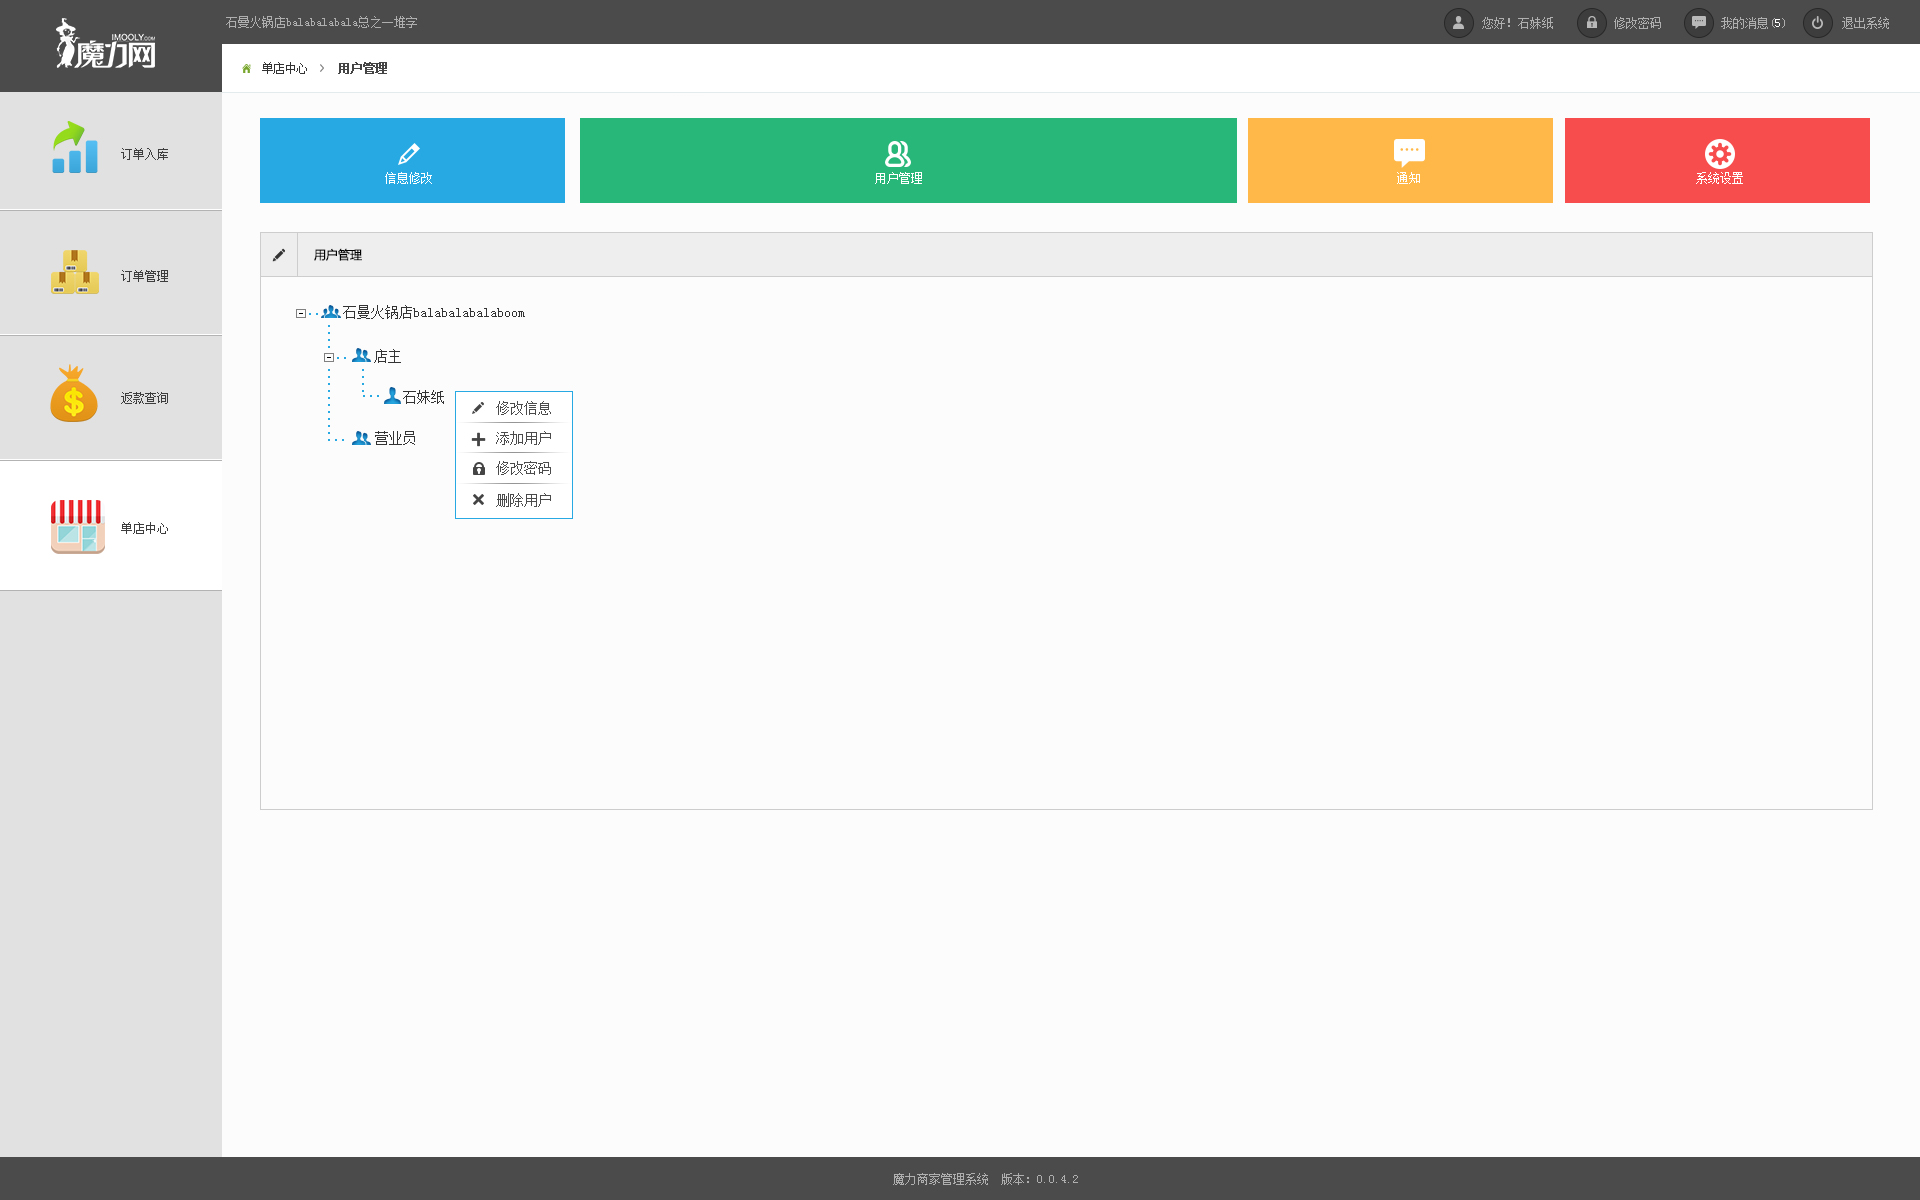 石曼火锅店balabalabala总之一堆字
您好！石妹纸
修改密码
我的消息(5)
退出系统
IMOOLY.COM
魔力网
单店中心 > 用户管理
订单入库
订单管理
返款查询
单店中心
信息修改
用户管理
通知
系统设置
用户管理
石曼火锅店balabalabalaboom
店主
石妹纸
营业员
修改信息
添加用户
修改密码
删除用户
魔力商家管理系统 版本：0.0.4.2